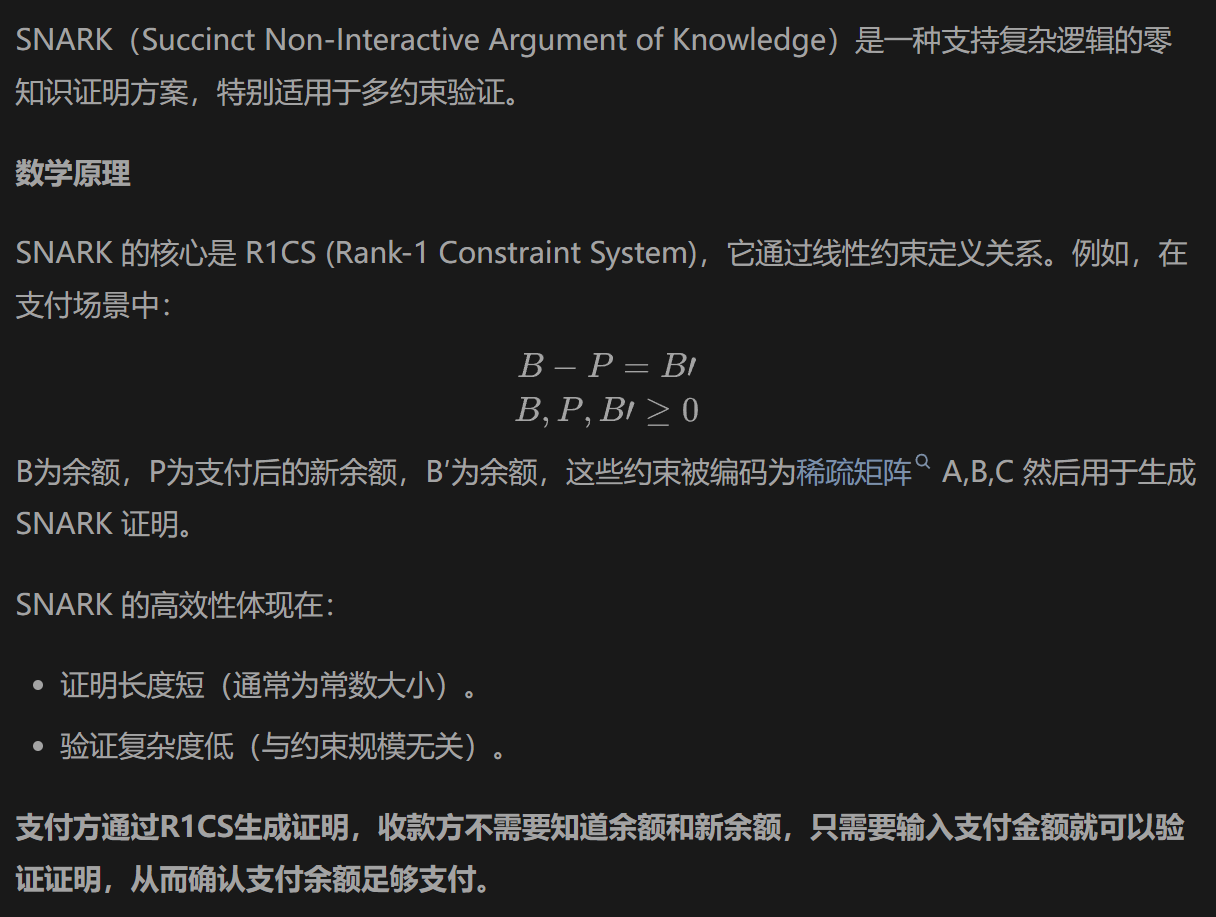 SNARK（Succinct Non-Interactive Argument of Knowledge）是一种支持复杂逻辑的零
知识证明方案，特别适用于多约束验证。
数学原理
SNARK 的核心是 R1CS (Rank-1 Constraint System)，它通过线性约束定义关系。例如，在
支付场景中：
B − P = B′
B, P, B′ ≥ 0
B为余额，P为支付后的新余额，B′为余额，这些约束被编码为稀疏矩阵 A,B,C 然后用于生成
SNARK 证明。
SNARK 的高效性体现在：
• 证明长度短（通常为常数大小）。
• 验证复杂度低（与约束规模无关）。
支付方通过R1CS生成证明，收款方不需要知道余额和新余额，只需要输入支付金额就可以验
证证明，从而确认支付余额足够支付。